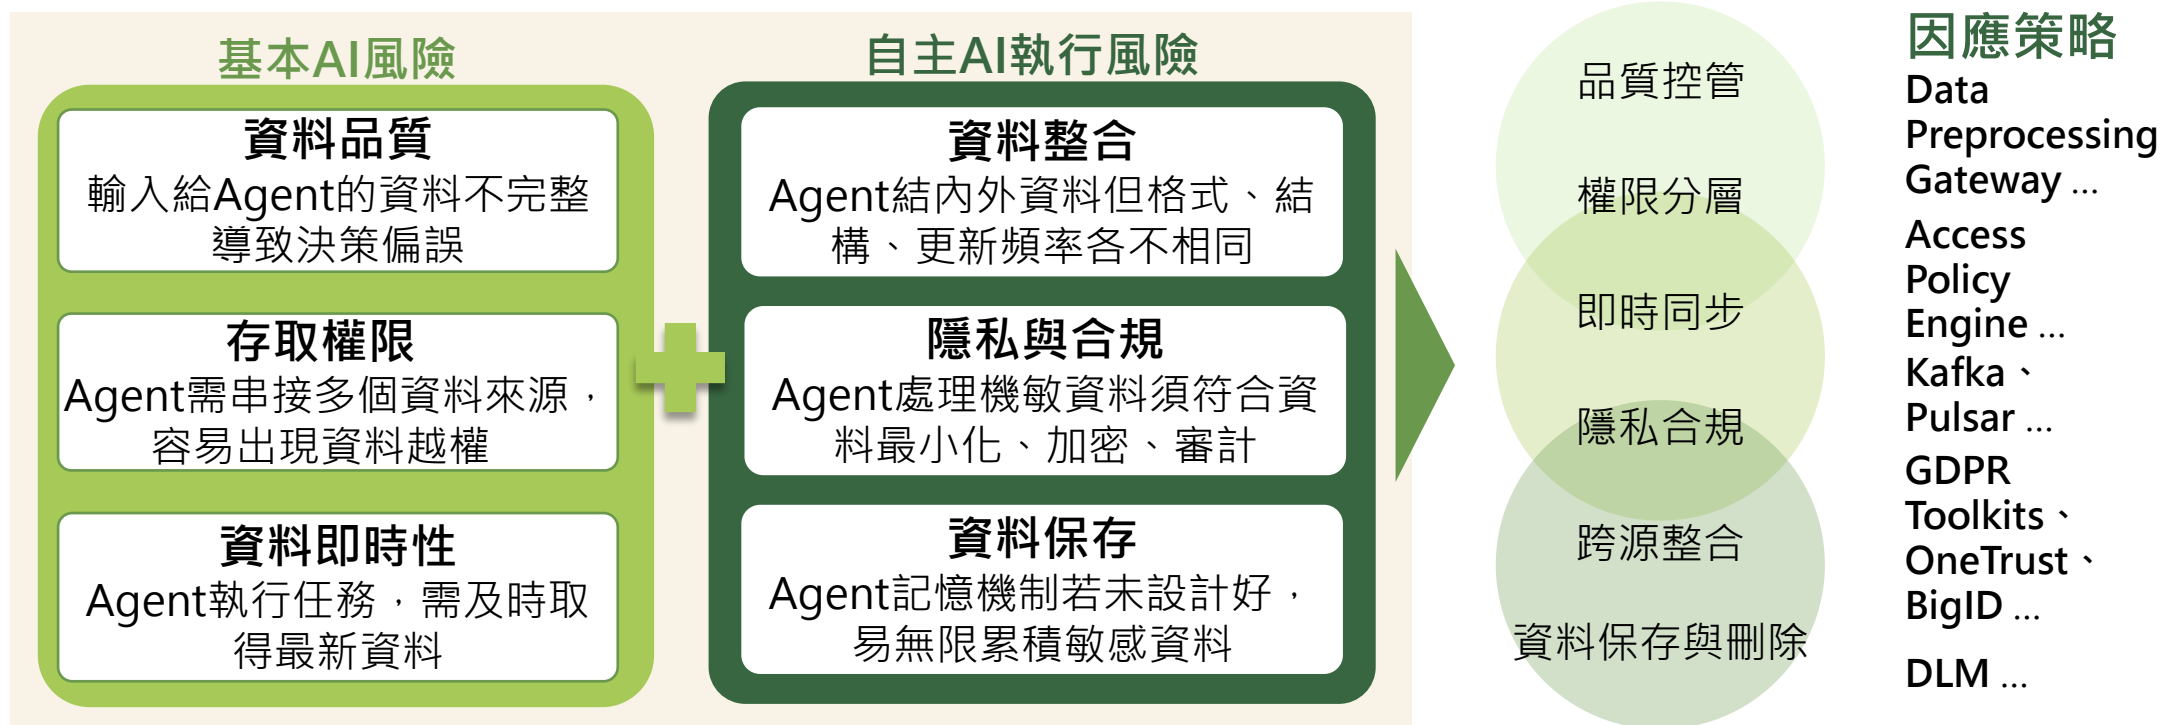 基本AI風險
資料品質
輸入給Agent的資料不完整
導致決策偏誤
存取權限
Agent需串接多個資料來源，
容易出現資料越權
資料即時性
Agent執行任務，需及時取
得最新資料
自主AI執行風險
資料整合
Agent結內外資料但格式、結
構、更新頻率各不相同
隱私與合規
Agent處理機敏資料須符合資
料最小化、加密、審計
資料保存
Agent記憶機制若未設計好，
易無限累積敏感資料
品質控管
權限分層
即時同步
隱私合規
跨源整合
資料保存與刪除
因應策略
Data
Preprocessing
Gateway ...
Access
Policy
Engine ...
Kafka、
Pulsar ...
GDPR
Toolkits、
OneTrust、
BigID ...
DLM ...